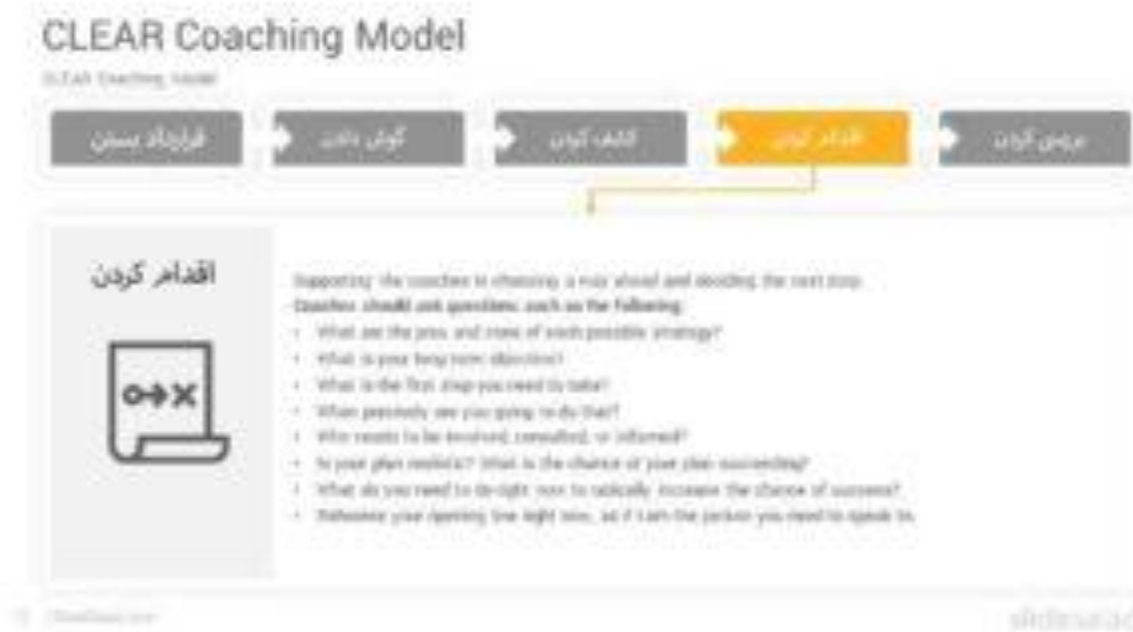 CLEAR Coaching Model
CLEAR Coaching Model
قرارداد بستن
گوش دادن
کشف کردن
اقدام کردن
بررسی کردن
اقدام کردن
Supporting the coachee in choosing a way ahead and deciding the next step.
Coaches should ask questions such as the following:
• What are the pros and cons of each possible strategy?
• What is your long-term objective?
• What is the first step you need to take?
• When precisely are you going to do that?
• Who needs to be involved, consulted, or informed?
• Is your plan realistic? What is the chance of your plan succeeding?
• What do you need to do right now to radically increase the chance of success?
• Rehearse your opening line right now, as if I am the person you need to speak to.